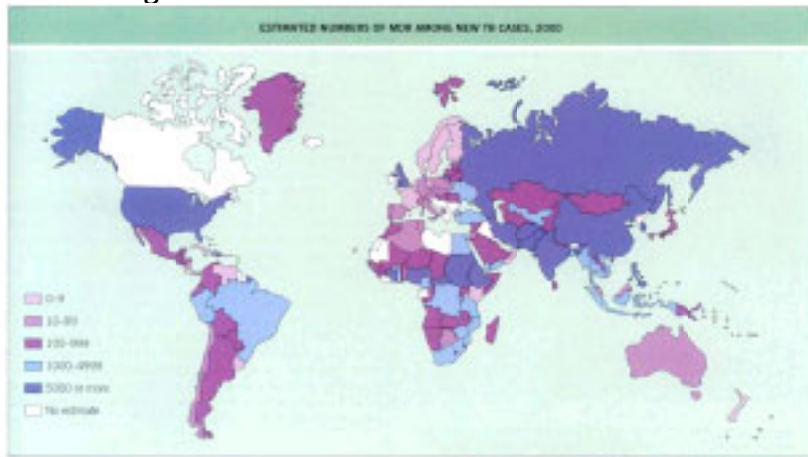 g
ESTIMATED NUMBERS OF MDR AMONG NEW TB CASES, 2000
0-9
10-99
100-999
1000-4999
5000 or more
No estimate